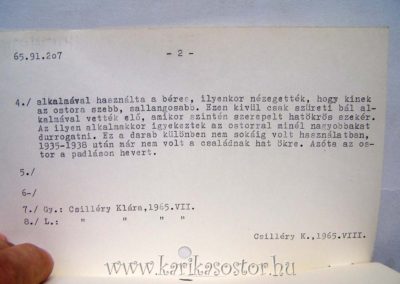 65.91.207
- 2 -
4./ alkalmával használta a béres, ilyenkor nézegették, hogy kinek
az ostora szebb, sallangosabb. Ezen kivül csak szüreti bál al-
kalmával vették elő, amikor szintén szerepelt hatökrös szekér.
Az ilyen alkalmakkor igyekeztek az ostorral minél nagyobbakat
durrogatni. Ez a darab különben nem sokáig volt használatban,
1935-1938 után már nem volt a családnak hat ökre. Azóta az os-
tor a padláson hevert.
5./
6-/
7./ Gy.: Csilléry Klára,1965.VII.
8./ L.: " " " "
Csilléry K.,1965.VIII.
www.karikasostor.hu